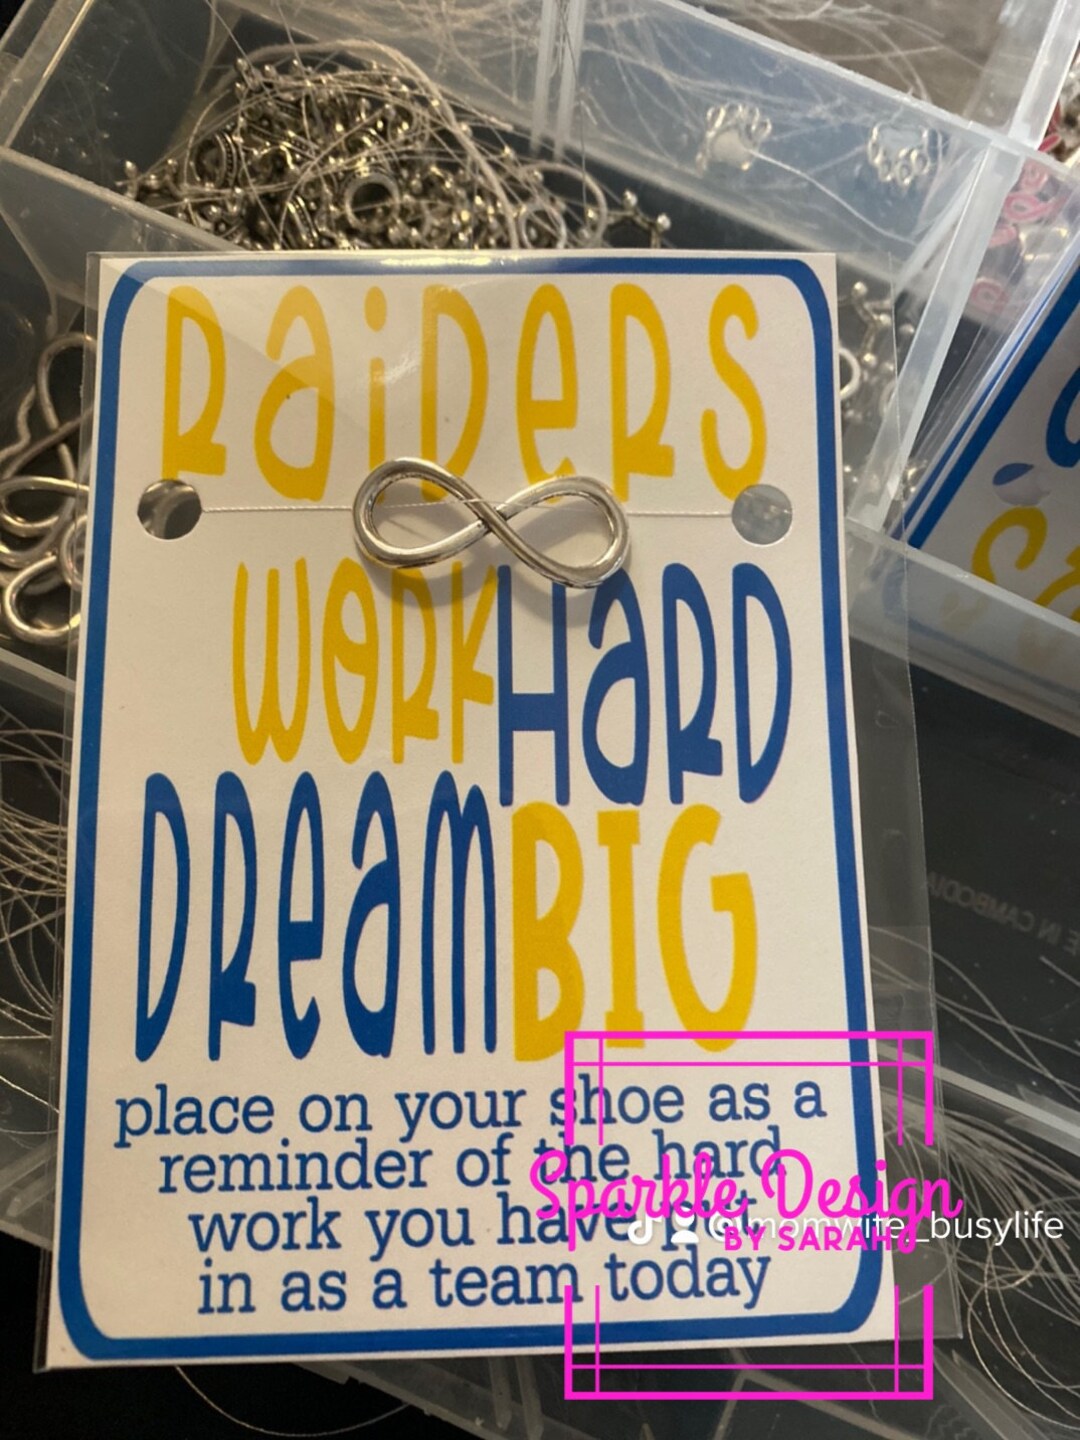 RAIDERS
WORK HARD
DREAM BIG
place on your shoe as a
reminder of the hard
work you have put
in as a team today
Sparkle Design
BY SARAH
@momwife_busylife